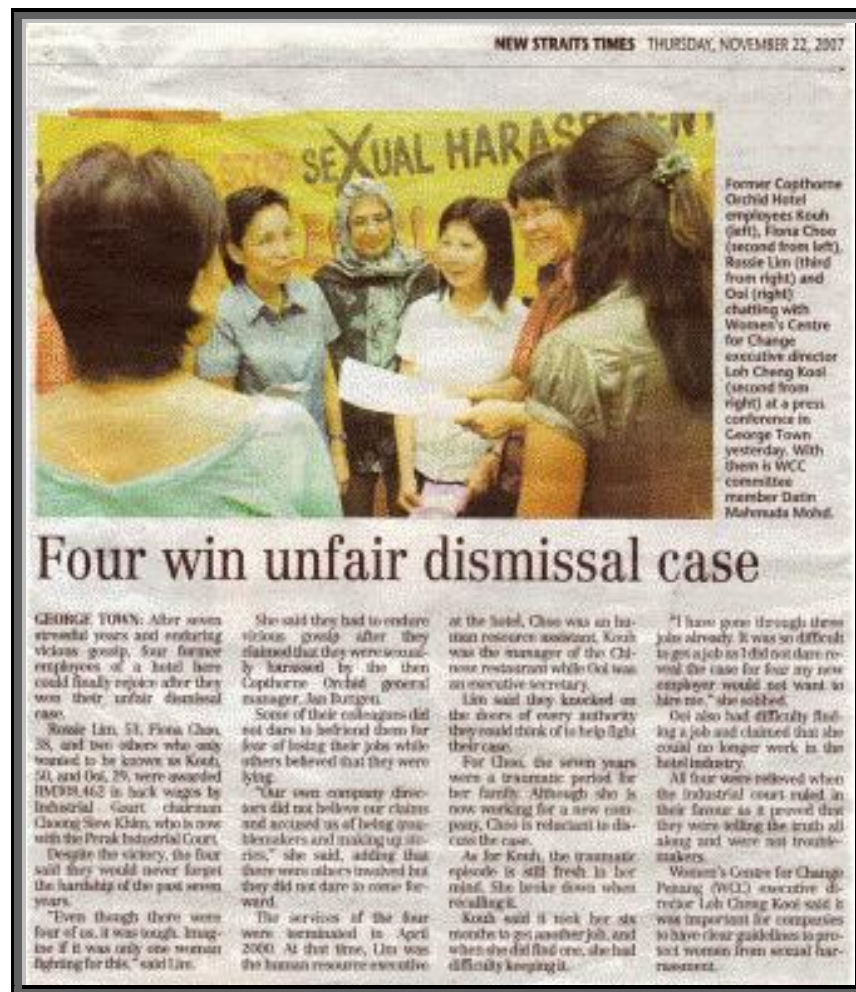 NEW STRAITS TIMES THURSDAY, NOVEMBER 22, 2007
STOP SEXUAL HARASSMENT
Former Copthorne
Orchid Hotel
employees Kouh
(left), Fiona Choo
(second from left),
Rossie Lim (third
from right) and
Ooi (right)
chatting with
Women's Centre
for Change
executive director
Loh Cheng Kooi
(second from
right) at a press
conference in
George Town
yesterday. With
them is WCC
committee
member Datin
Mahmuda Mohd.
Four win unfair dismissal case
GEORGE TOWN: After seven
stressful years and enduring
vicious gossip, four former
employees of a hotel here
could finally rejoice after they
won their unfair dismissal
case.
Rossie Lim, 53, Fiona Choo,
38, and two others who only
wanted to be known as Kouh,
50, and Ooi, 29, were awarded
in back wages by
Industrial Court chairman
Choong Siew Khim, who is now
with the Perak Industrial Court.
Despite the victory, the four
said they would never forget
the hardship of the past seven
years.
"Even though there were
four of us, it was tough. Imag-
ine if it was only one woman
fighting for this," said Lim.
She said they had to endure
vicious gossip after they
claimed that they were sexual-
ly harassed by the then
Copthorne Orchid general
manager, Jan Buttgen.
Some of their colleagues did
not dare to befriend them for
fear of losing their jobs while
others believed that they were
lying.
"Our own company direc-
tors did not believe our claims
and accused us of being trou-
blemakers and making up sto-
ries," she said, adding that
there were others involved but
they did not dare to come for-
ward.
The services of the four
were terminated in April
2000. At that time, Lim was
the human resource executive
at the hotel, Choo was an hu-
man resource assistant, Kouh
was the manager of the Chi-
nese restaurant while Ooi was
an executive secretary.
Lim said they knocked on
the doors of every authority
they could think of to help fight
their case.
For Choo, the seven years
were a traumatic period for
her family. Although she is
now working for a new com-
pany, Choo is reluctant to dis-
cuss the case.
As for Kouh, the traumatic
episode is still fresh in her
mind. She broke down when
recalling it.
Kouh said it took her six
months to get another job, and
when she did find one, she had
difficulty keeping it.
"I have gone through three
jobs already. It was so difficult
to get a job as I did not dare re-
veal the case for fear my new
employer would not want to
hire me," she sobbed.
Ooi also had difficulty find-
ing a job and claimed that she
could no longer work in the
hotel industry.
All four were relieved when
the industrial court ruled in
their favour as it proved that
they were telling the truth all
along and were not trouble-
makers.
Women's Centre for Change
Penang (WCC) executive di-
rector Loh Cheng Kooi said it
was important for companies
to have clear guidelines to pro-
tect women from sexual har-
rassment.